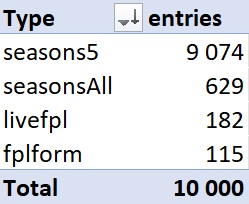 Type entries
seasons5 9 074
seasonsAll 629
livefpl 182
fplform 115
Total 10 000